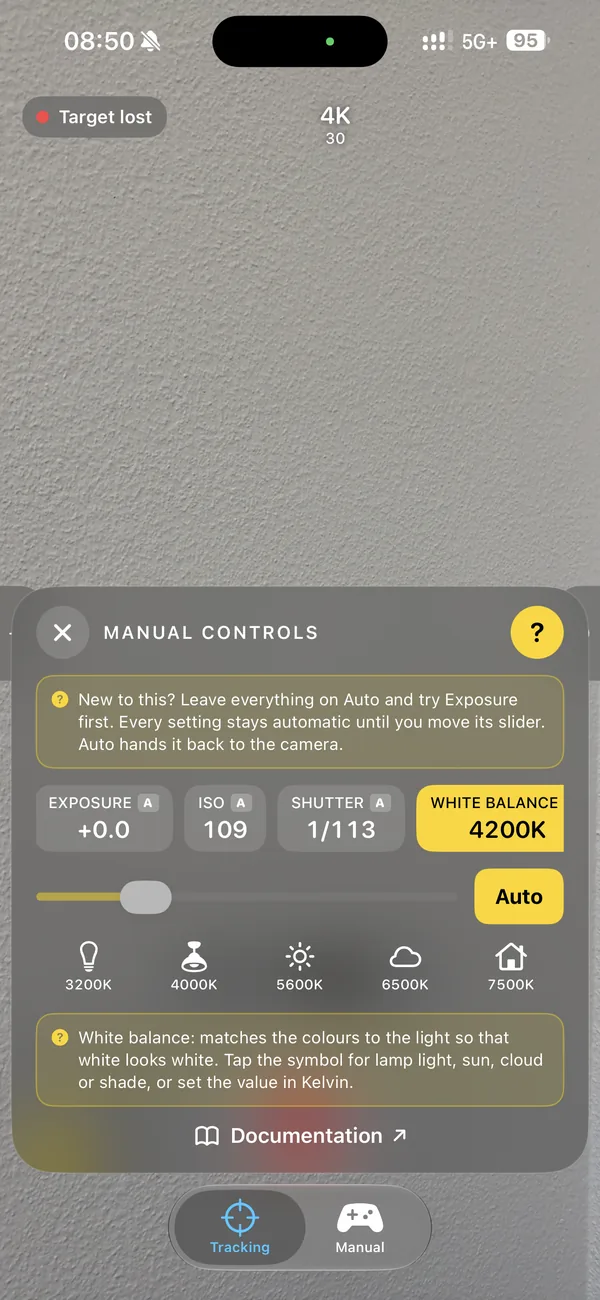 08:50 5G+ 95
Target lost
4K
30
MANUAL CONTROLS
?
? New to this? Leave everything on Auto and try Exposure
first. Every setting stays automatic until you move its slider.
Auto hands it back to the camera.
EXPOSURE A ISO A SHUTTER A WHITE BALANCE
+0.0 109 1/113 4200K
Auto
3200K 4000K 5600K 6500K 7500K
? White balance: matches the colours to the light so that
white looks white. Tap the symbol for lamp light, sun, cloud
or shade, or set the value in Kelvin.
Documentation
Tracking Manual